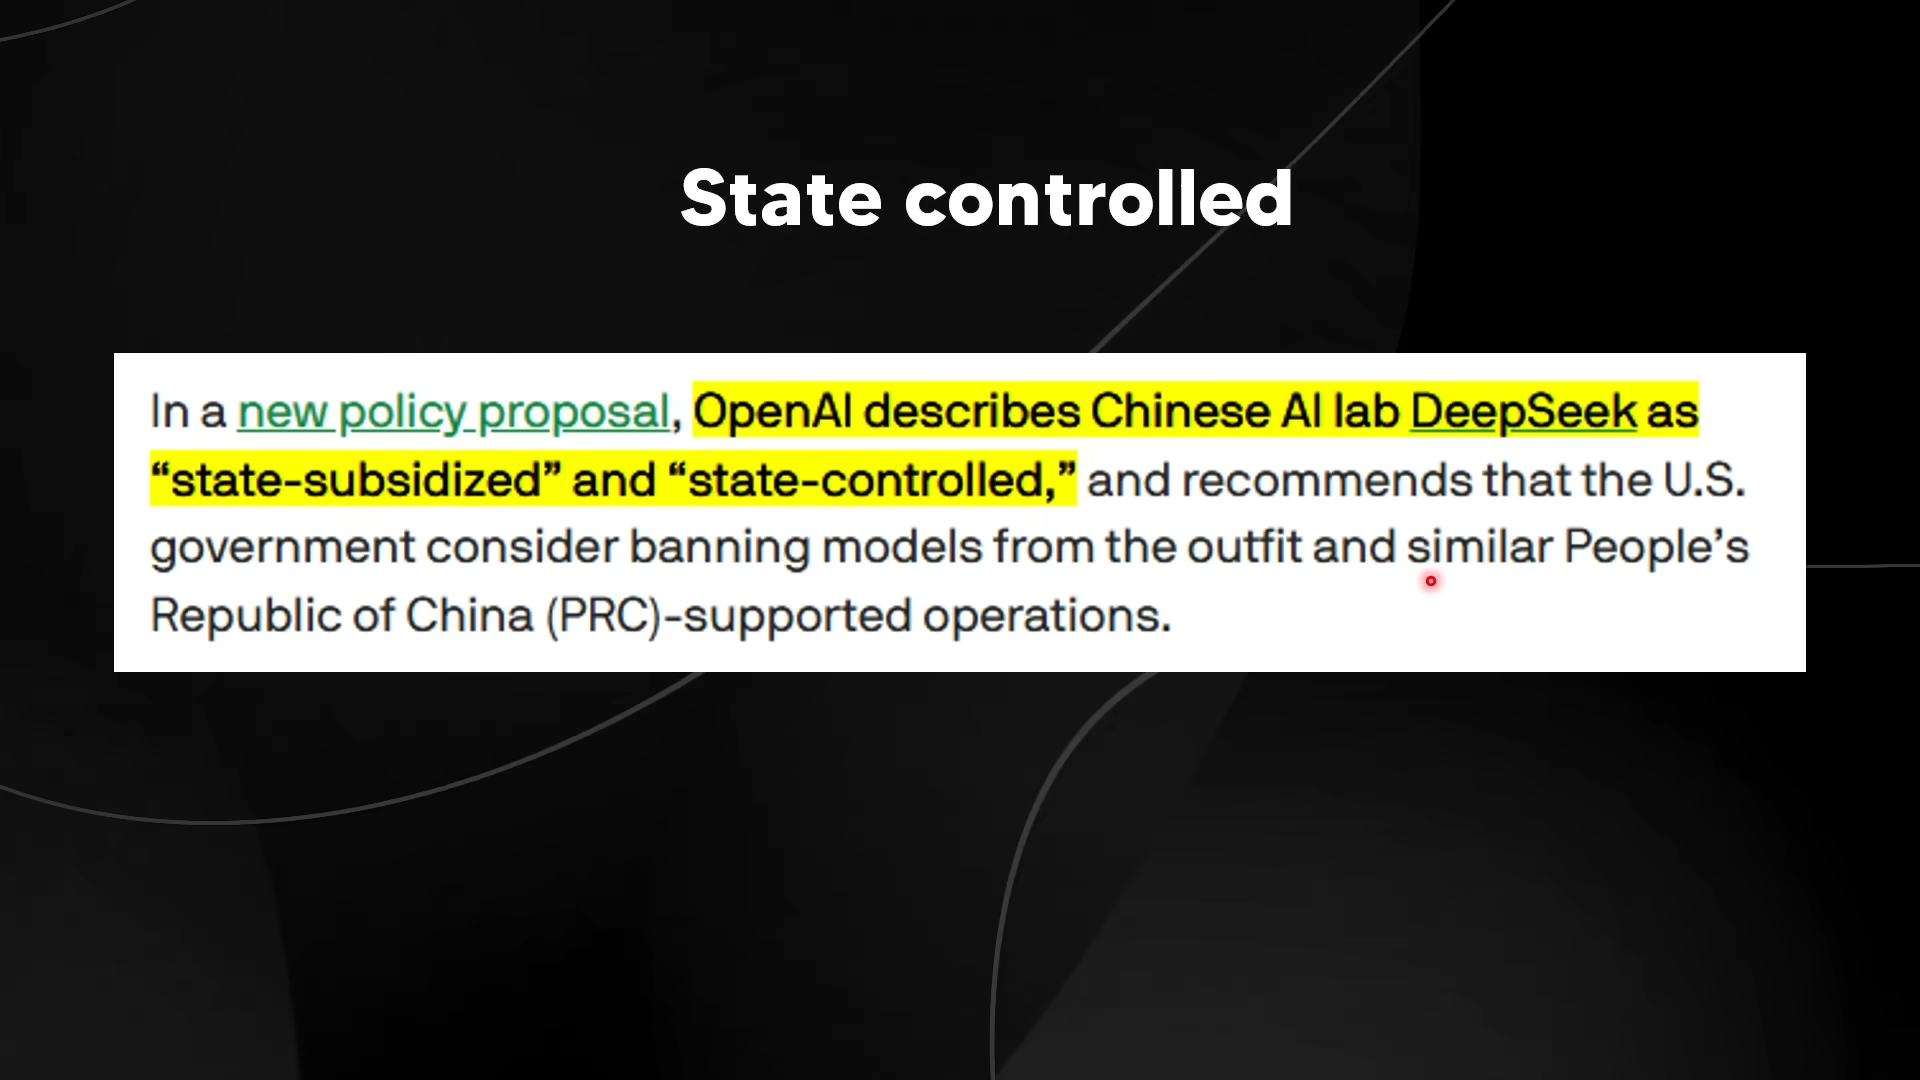 State controlled
In a new policy proposal, OpenAI describes Chinese AI lab DeepSeek as
“state-subsidized” and “state-controlled,” and recommends that the U.S.
government consider banning models from the outfit and similar People’s
Republic of China (PRC)-supported operations.